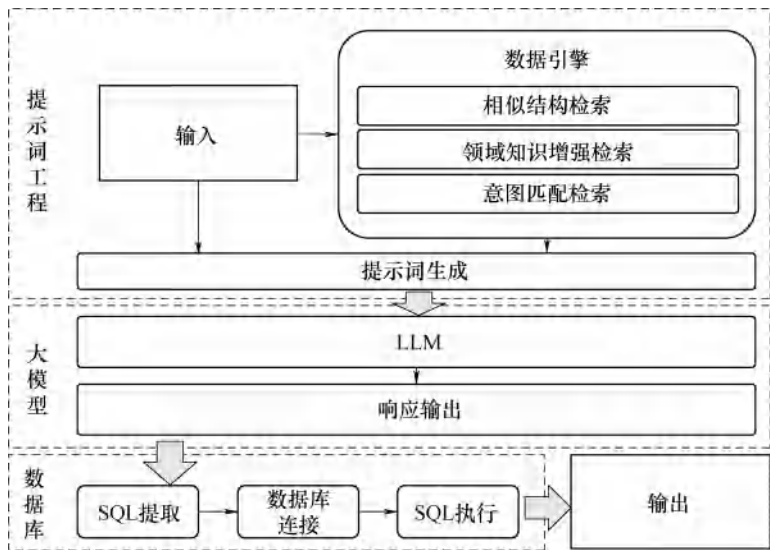 提示词工程
输入
数据引擎
相似结构检索
领域知识增强检索
意图匹配检索
提示词生成
大模型
LLM
响应输出
数据库
SQL提取
数据库
连接
SQL执行
输出